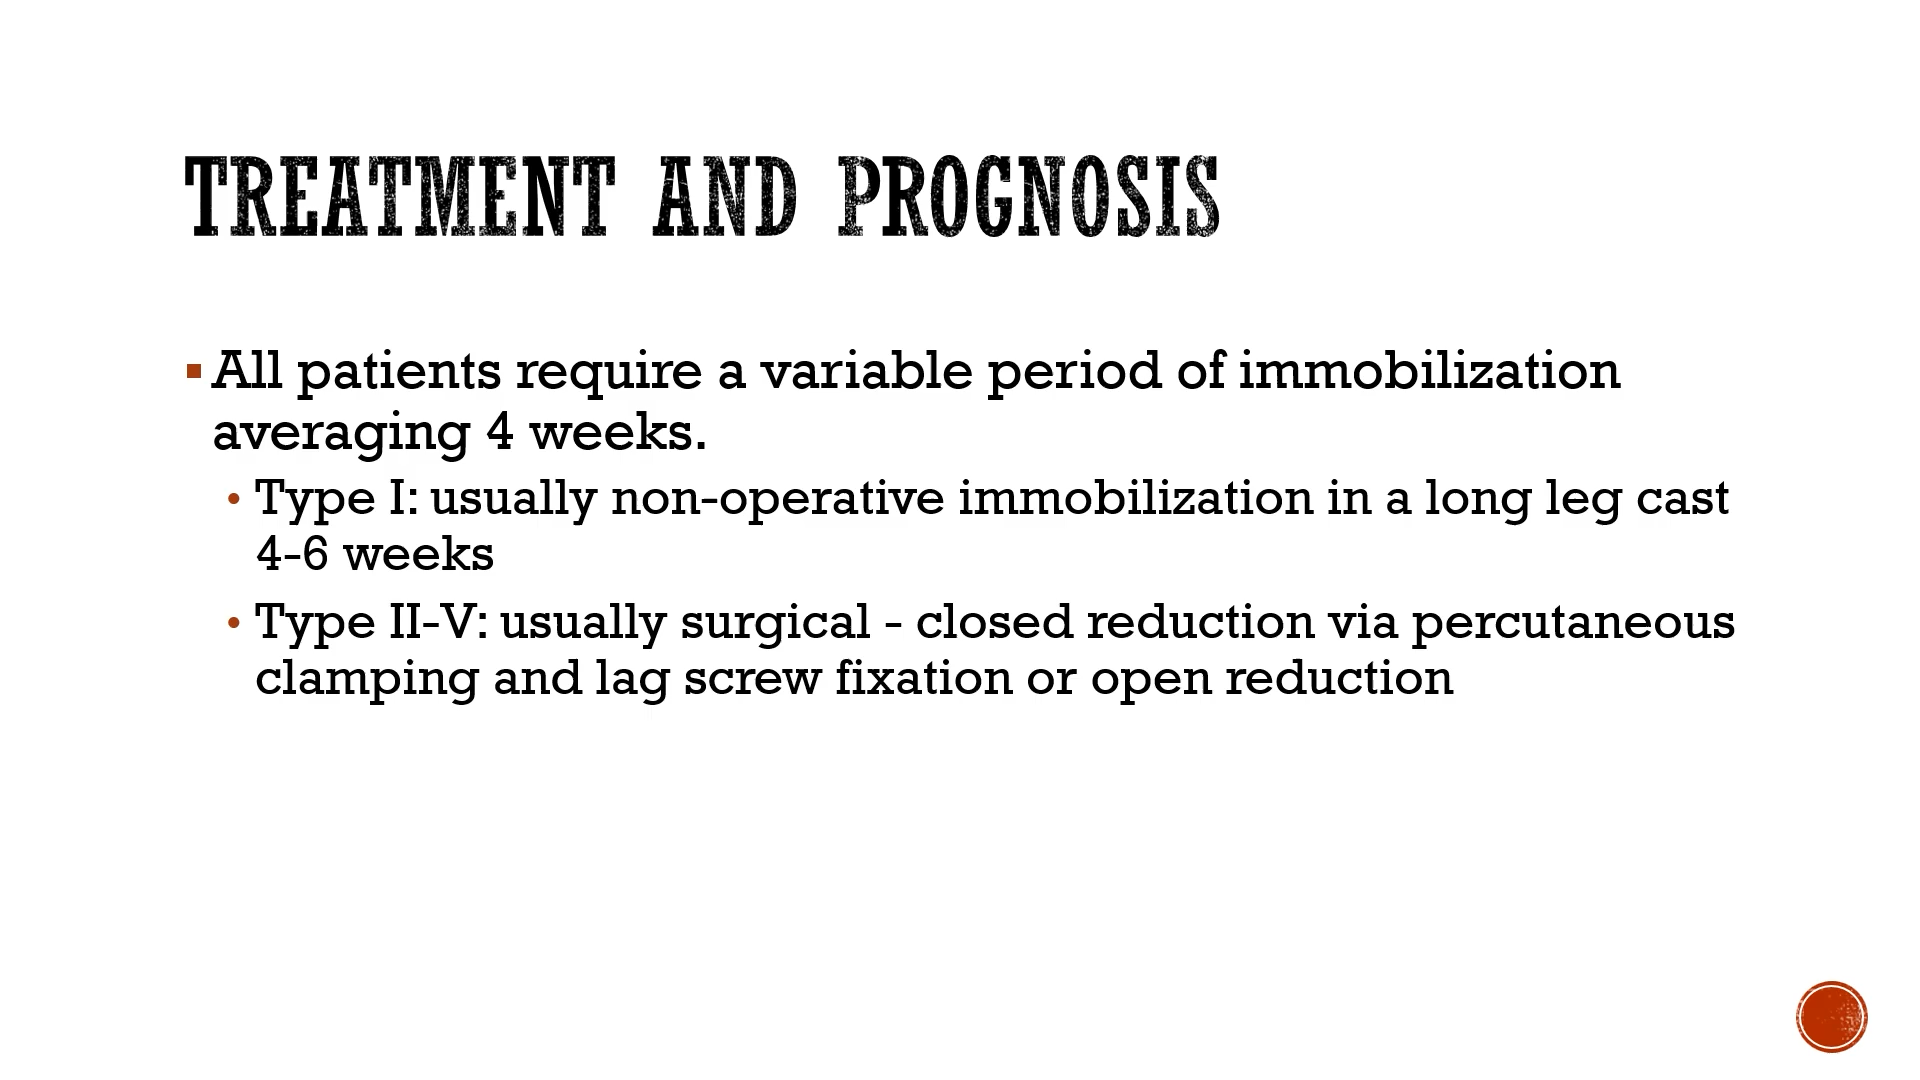 TREATMENT AND PROGNOSIS
▪ All patients require a variable period of immobilization
averaging 4 weeks.
• Type I: usually non-operative immobilization in a long leg cast
4-6 weeks
• Type II-V: usually surgical - closed reduction via percutaneous
clamping and lag screw fixation or open reduction